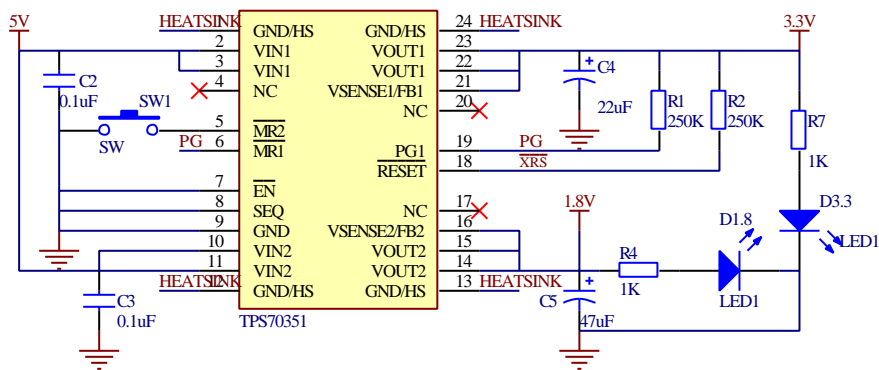 5V
HEATSINK
1
GND/HS
GND/HS
24
HEATSINK
3.3V
2
VIN1
VOUT1
23
3
VIN1
VOUT1
22
C2
0.1uF
4
NC
VSENSE1/FB1
21
C4
22uF
NC
20
R1
250K
R2
250K
R7
1K
SW1
SW
5
MR2
PG
6
MR1
PG1
19
PG
RESET
18
XRS
7
EN
8
SEQ
NC
17
1.8V
D3.3
LED1
9
GND
VSENSE2/FB2
16
D1.8
LED1
10
VIN2
VOUT2
15
R4
1K
11
VIN2
VOUT2
14
HEATSINK
12
GND/HS
GND/HS
13
HEATSINK
C3
0.1uF
C5
47uF
TPS70351